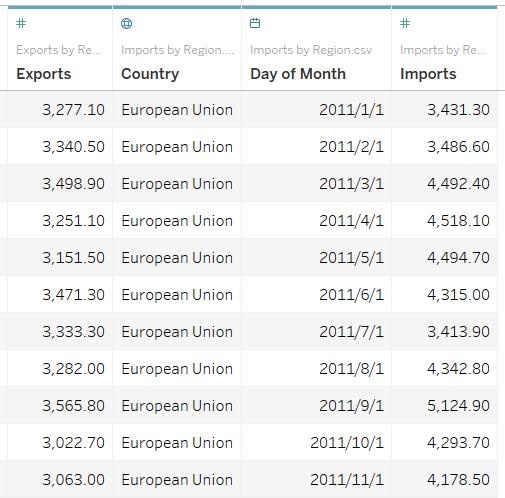 # # 
Exports by Re... Imports by Region.... Imports by Region.csv Imports by Re...
Exports Country Day of Month Imports
3,277.10 European Union 2011/1/1 3,431.30
3,340.50 European Union 2011/2/1 3,486.60
3,498.90 European Union 2011/3/1 4,492.40
3,251.10 European Union 2011/4/1 4,518.10
3,151.50 European Union 2011/5/1 4,494.70
3,471.30 European Union 2011/6/1 4,315.00
3,333.30 European Union 2011/7/1 3,413.90
3,282.00 European Union 2011/8/1 4,342.80
3,565.80 European Union 2011/9/1 5,124.90
3,022.70 European Union 2011/10/1 4,293.70
3,063.00 European Union 2011/11/1 4,178.50